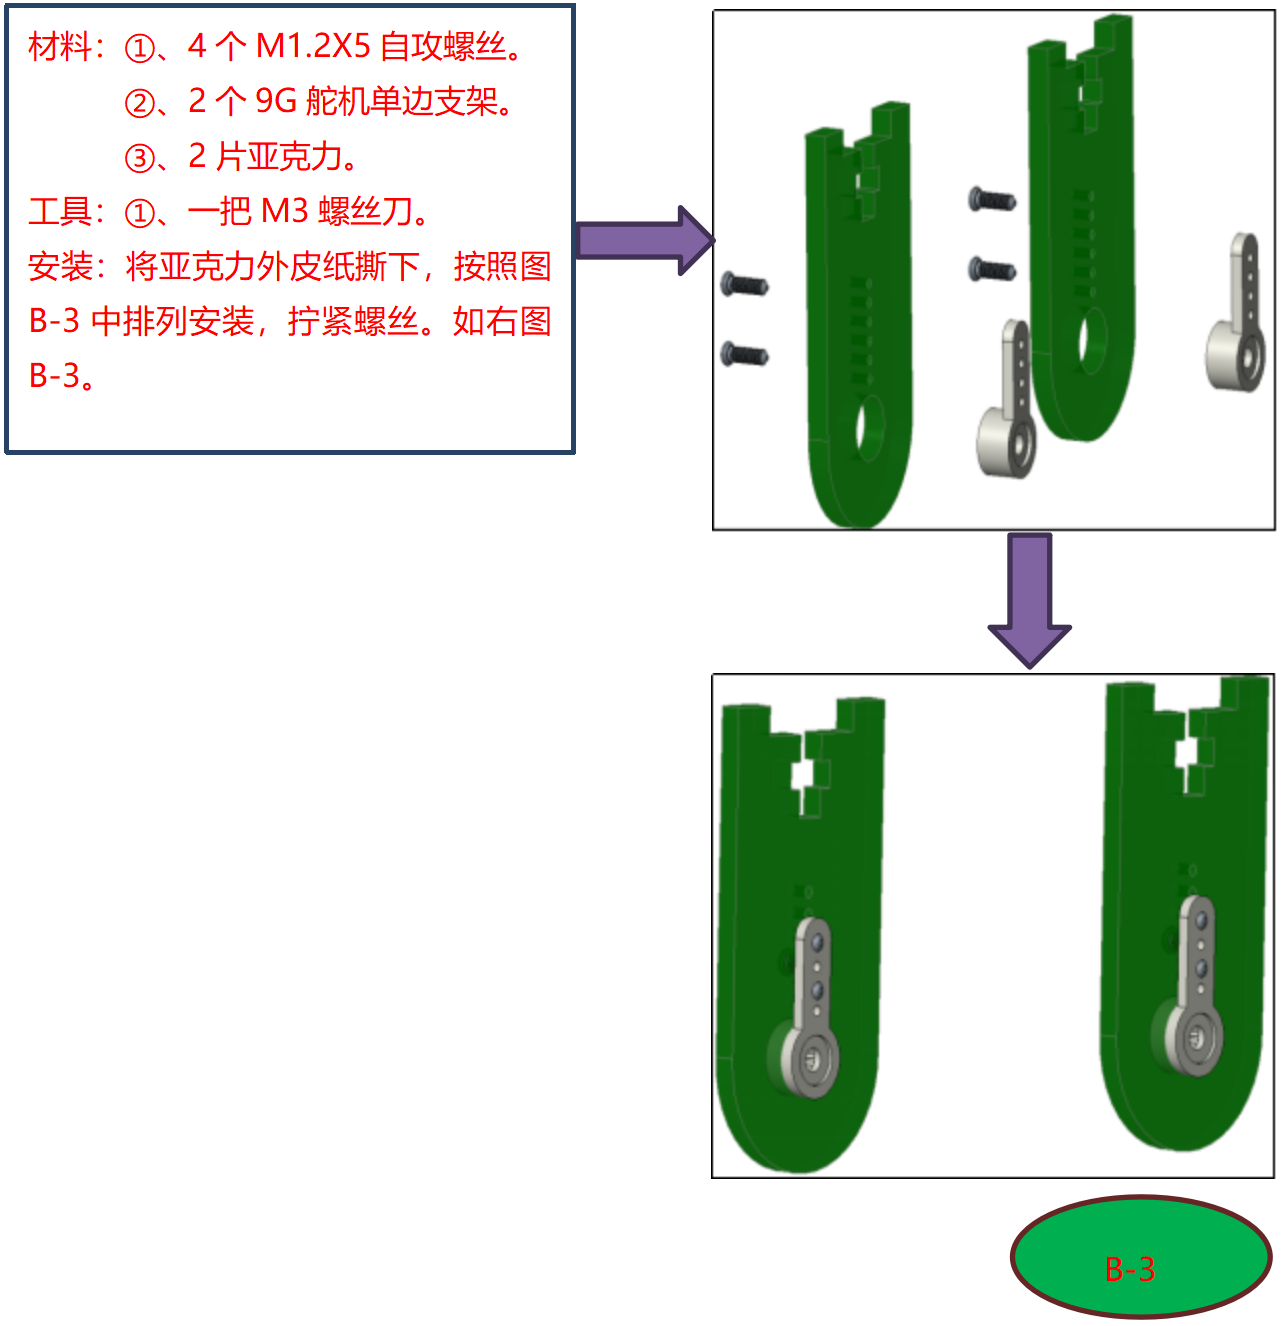 材料：①、4 个 M1.2X5 自攻螺丝。
②、2 个 9G 舵机单边支架。
③、2 片亚克力。
工具：①、一把 M3 螺丝刀。
安装：将亚克力外皮纸撕下，按照图
B-3 中排列安装，拧紧螺丝。如右图
B-3。
B-3